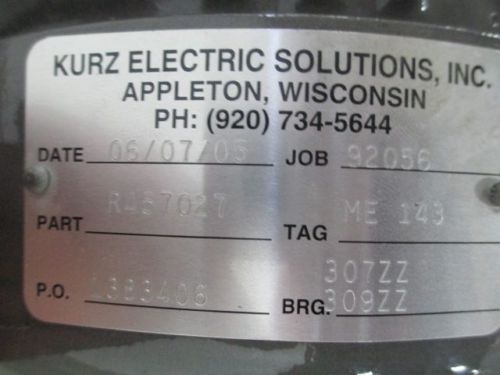 KURZ ELECTRIC SOLUTIONS, INC.
APPLETON, WISCONSIN
PH: (920) 734-5644
DATE 06/07/05 JOB 92056
PART TAG ME 143
307ZZ
P.O. BRG. 309ZZ